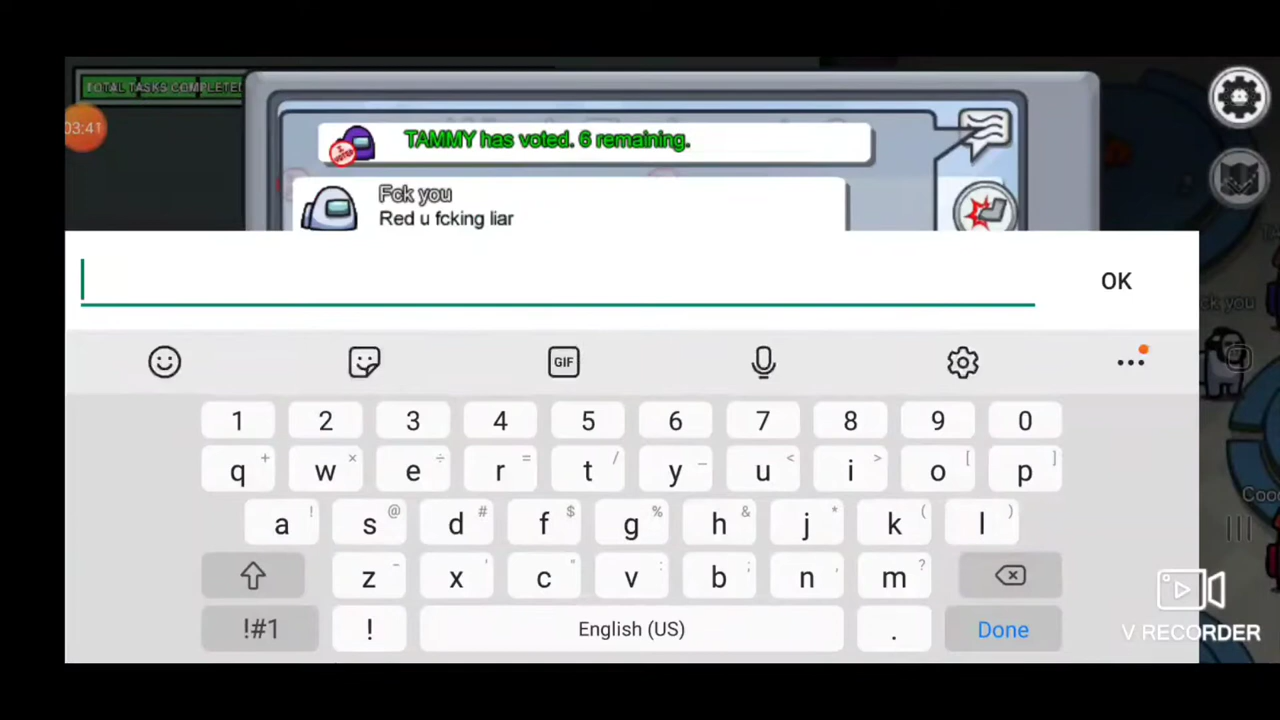 TOTAL TASKS COMPLETED
03:41
TAMMY has voted. 6 remaining.
Fck you
Red u fcking liar
OK
GIF
1 2 3 4 5 6 7 8 9 0
q + w × e ÷ r = t / y _ u < i > o [ p ]
a ! s @ d # f $ g % h & j * k ( l )
z - x ' c " v : b ; n , m ?
!#1 ! English (US) . Done
V RECORDER